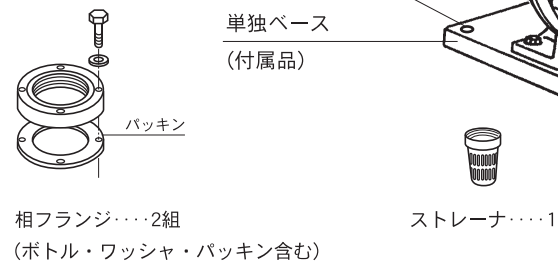 単独ベース
(付属品)
パッキン
相フランジ‥‥2組
(ボトル・ワッシャ・パッキン含む)
ストレーナ‥‥1